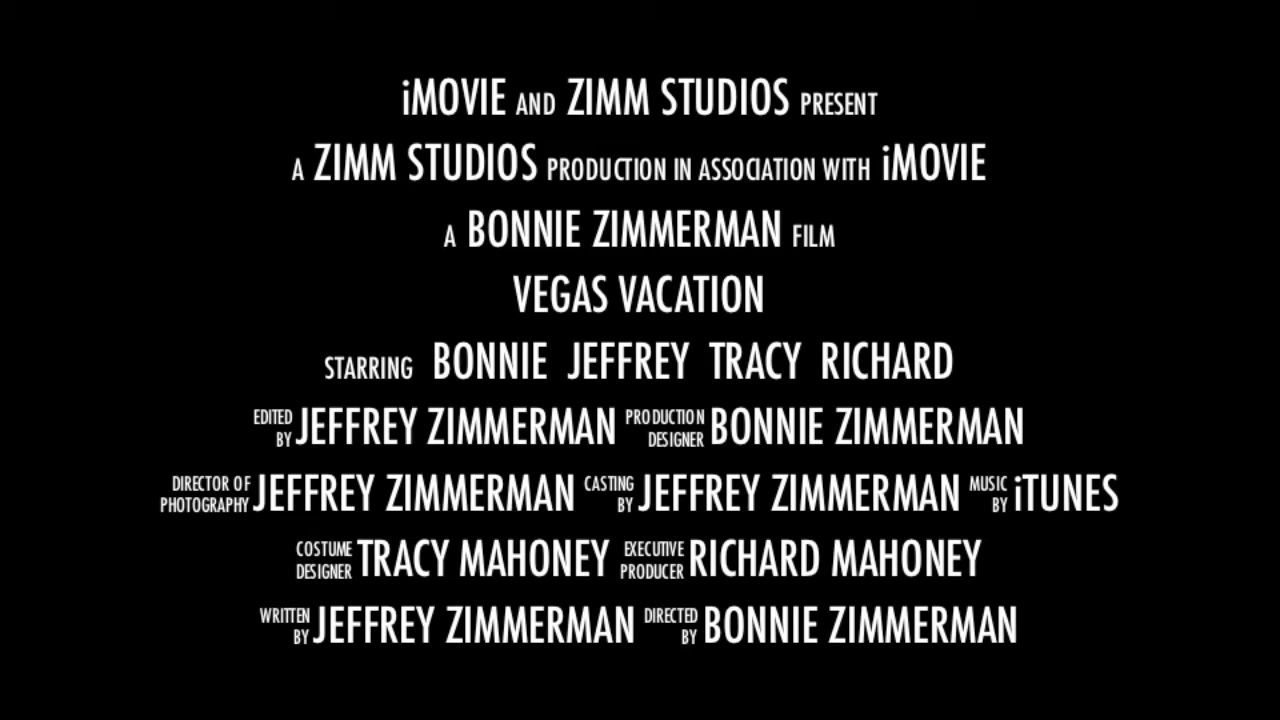 iMOVIE AND ZIMM STUDIOS PRESENT
A ZIMM STUDIOS PRODUCTION IN ASSOCIATION WITH iMOVIE
A BONNIE ZIMMERMAN FILM
VEGAS VACATION
STARRING BONNIE JEFFREY TRACY RICHARD
EDITED BY JEFFREY ZIMMERMAN PRODUCTION DESIGNER BONNIE ZIMMERMAN
DIRECTOR OF PHOTOGRAPHY JEFFREY ZIMMERMAN CASTING BY JEFFREY ZIMMERMAN MUSIC BY iTUNES
COSTUME DESIGNER TRACY MAHONEY EXECUTIVE PRODUCER RICHARD MAHONEY
WRITTEN BY JEFFREY ZIMMERMAN DIRECTED BY BONNIE ZIMMERMAN